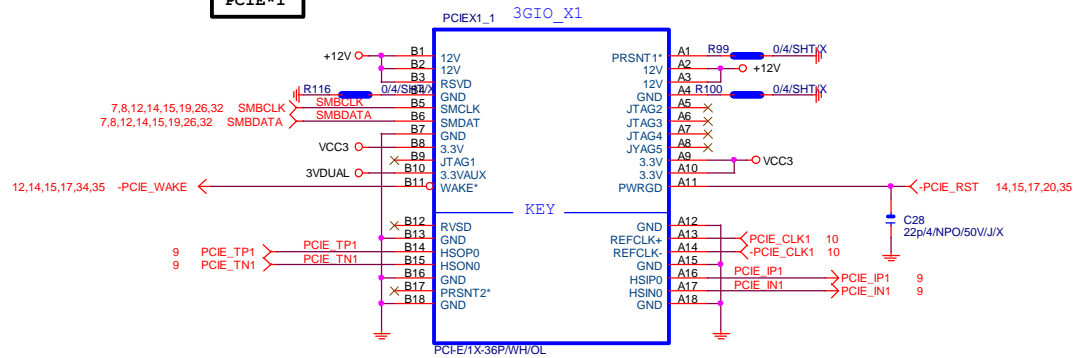 PCIE*1
PCIEX1_1 3GIO_X1
+12V B1 12V PRSNT1* A1 R99 0/4/SHT/X
B2 12V 12V A2 +12V
B3 RSVD 12V A3
R116 0/4/SHT/X B4 GND GND A4 R100 0/4/SHT/X
7,8,12,14,15,19,26,32 SMBCLK SMBCLK B5 SMCLK JTAG2 A5
7,8,12,14,15,19,26,32 SMBDATA SMBDATA B6 SMDAT JTAG3 A6
B7 GND JTAG4 A7
VCC3 B8 3.3V JYAG5 A8
B9 JTAG1 3.3V A9 VCC3
3VDUAL B10 3.3VAUX 3.3V A10
12,14,15,17,34,35 -PCIE_WAKE B11 WAKE* PWRGD A11 -PCIE_RST 14,15,17,20,35
KEY
B12 RVSD GND A12 C28
B13 GND REFCLK+ A13 PCIE_CLK1 10 22p/4/NPO/50V/J/X
9 PCIE_TP1 PCIE_TP1 B14 HSOP0 REFCLK- A14 -PCIE_CLK1 10
9 PCIE_TN1 PCIE_TN1 B15 HSON0 GND A15
B16 GND HSIP0 A16 PCIE_IP1 PCIE_IP1 9
B17 PRSNT2* HSIN0 A17 PCIE_IN1 PCIE_IN1 9
B18 GND GND A18
PCI-E/1X-36P/WH/OL